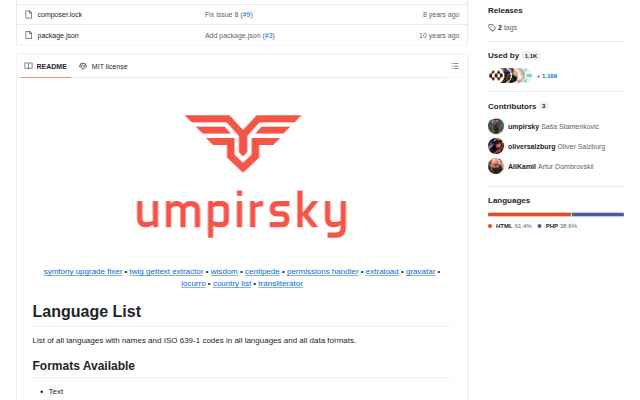 composer.lock Fix issue 8 (#9) 8 years ago
package.json Add package.json (#3) 10 years ago
README MIT license
umpirsky
symfony upgrade fixer • twig gettext extractor • wisdom • centipede • permissions handler • extraload • gravatar •
locurro • country list • transliterator
Language List
List of all languages with names and ISO 639-1 codes in all languages and all data formats.
Formats Available
• Text
Releases
2 tags
Used by 1.1K
+ 1,169
Contributors 3
umpirsky Saša Stamenković
oliversalzburg Oliver Salzburg
AliKamil Artur Dombrovskii
Languages
HTML 61.4% PHP 38.6%